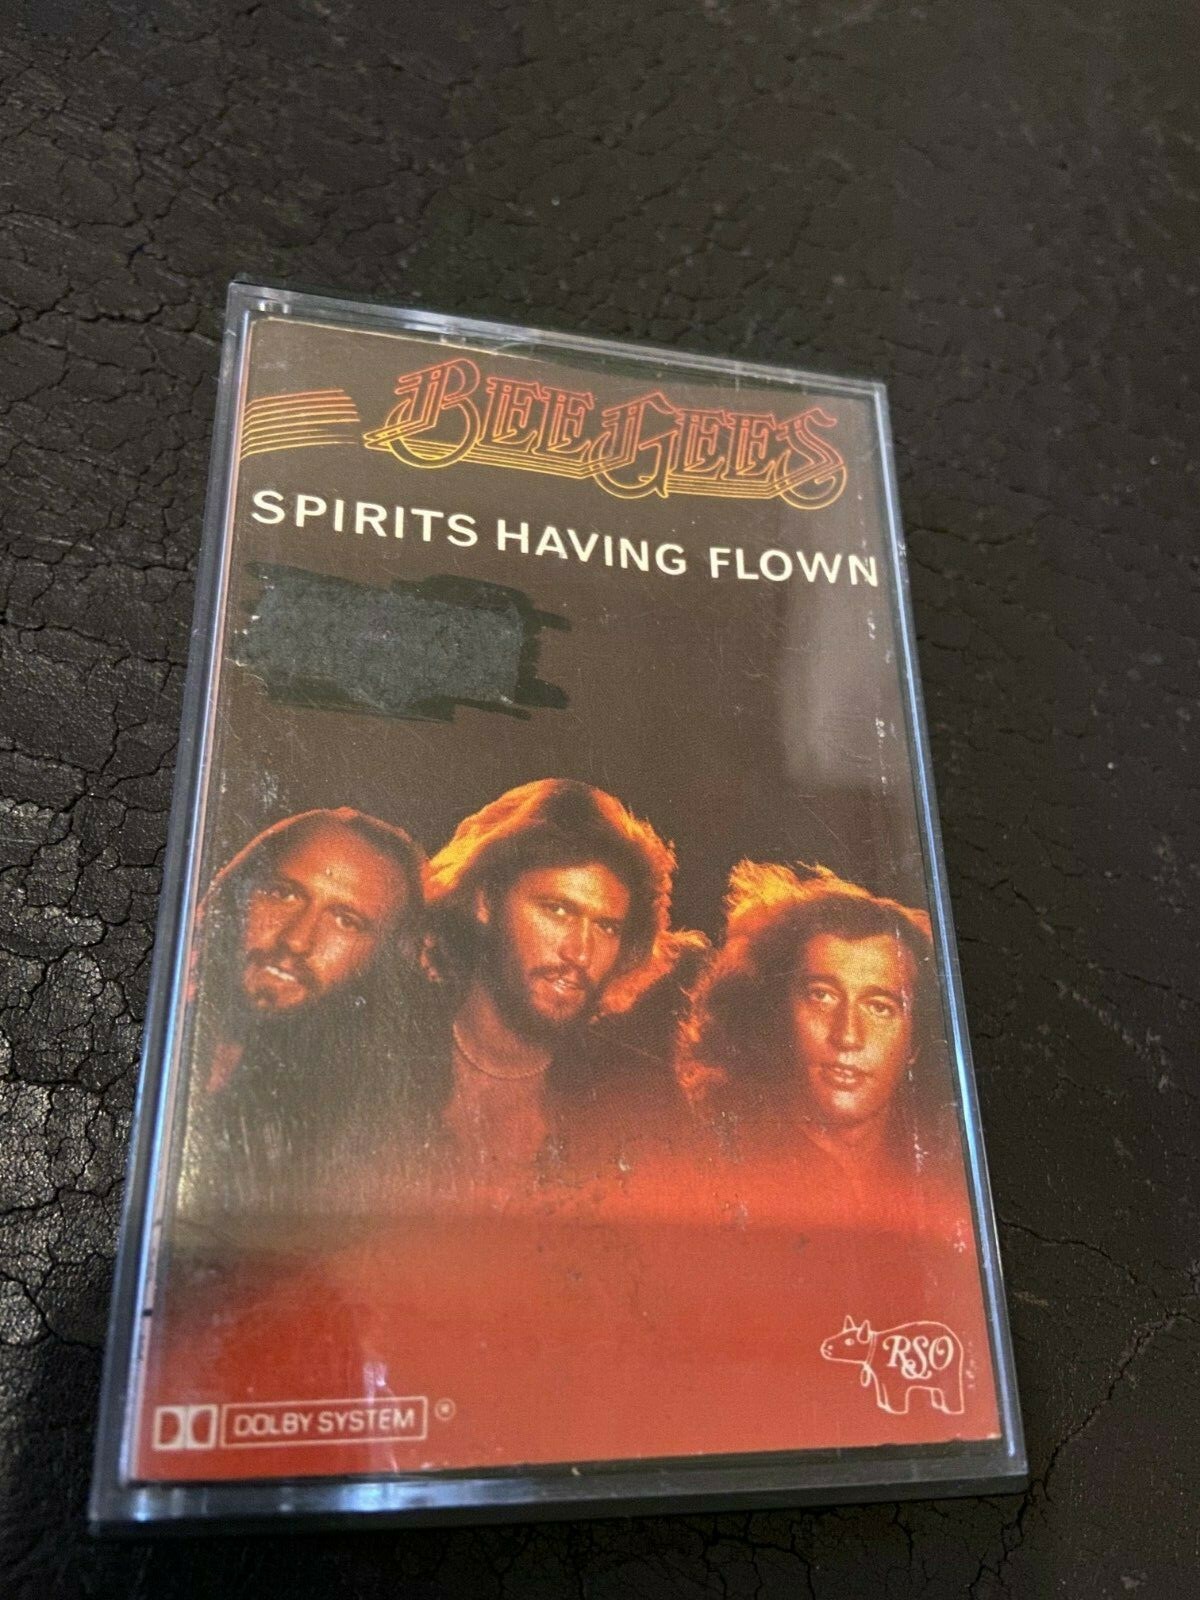 BEE GEES
SPIRITS HAVING FLOWN
RSO
DOLBY SYSTEM ®